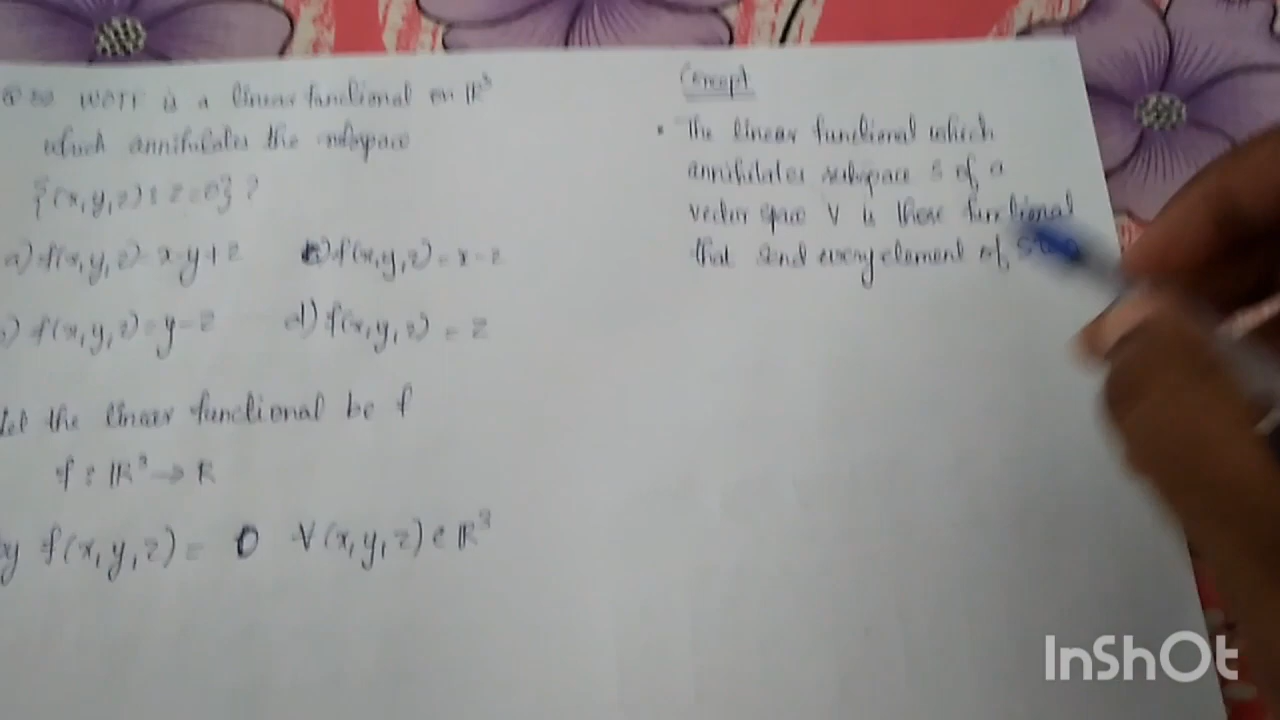 WOTF is a linear functional on ℝ³
which annihilates the subspace
{(x,y,z) : z=0} ?
a) f(x,y,z)=x-y+z
c) f(x,y,z)=x-z
f(x,y,z)=y-z
d) f(x,y,z) = z
Let the linear functional be f
f : ℝ³ → ℝ
by f(x,y,z) = 0 ∀(x,y,z) ∈ ℝ³
Concept
• The linear functional which
annihilates subspace S of a
vector space V is those functional
that send every element of S
InShOt